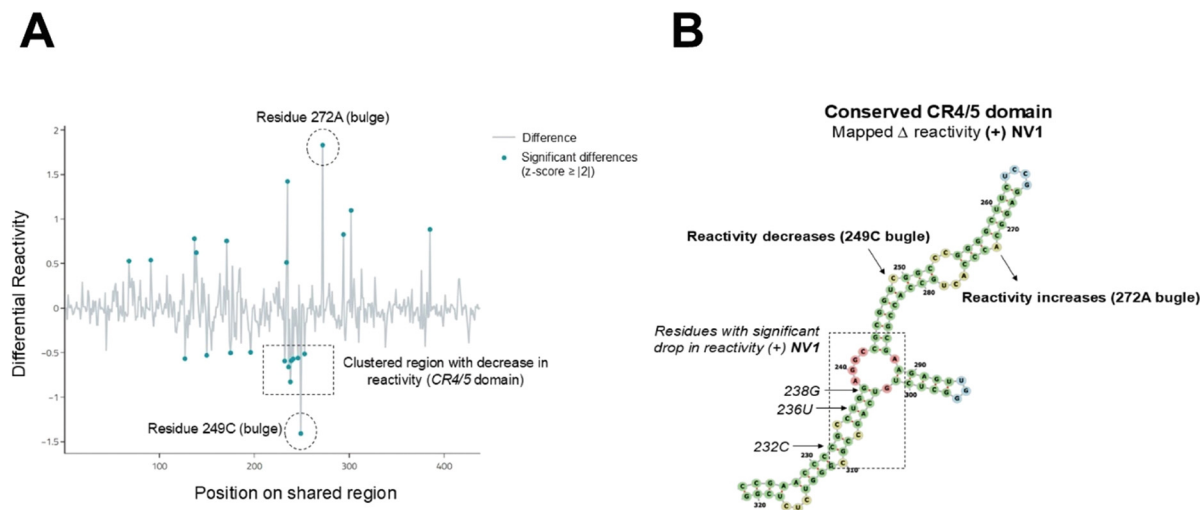 A
B
Residue 272A (bulge)
Difference
Significant differences
(z-score ≥ |2|)
2
1.5
1
0.5
0
−0.5
−1
−1.5
Differential Reactivity
Clustered region with decrease in
reactivity (CR4/5 domain)
Residue 249C (bulge)
100
200
300
400
Position on shared region
Conserved CR4/5 domain
Mapped Δ reactivity (+) NV1
Reactivity decreases (249C bugle)
Reactivity increases (272A bugle)
Residues with significant
drop in reactivity (+) NV1
238G
236U
232C
230
240
250
260
270
280
290
300
310
320